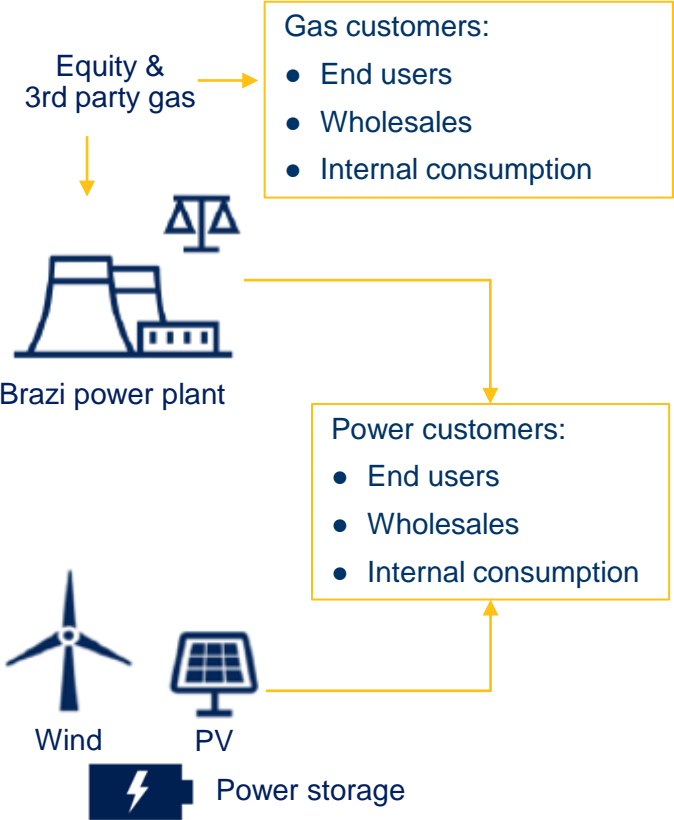 Gas customers:
Equity &
3rd party gas
● End users
● Wholesales
● Internal consumption
Brazi power plant
Power customers:
● End users
● Wholesales
● Internal consumption
Wind
PV
Power storage